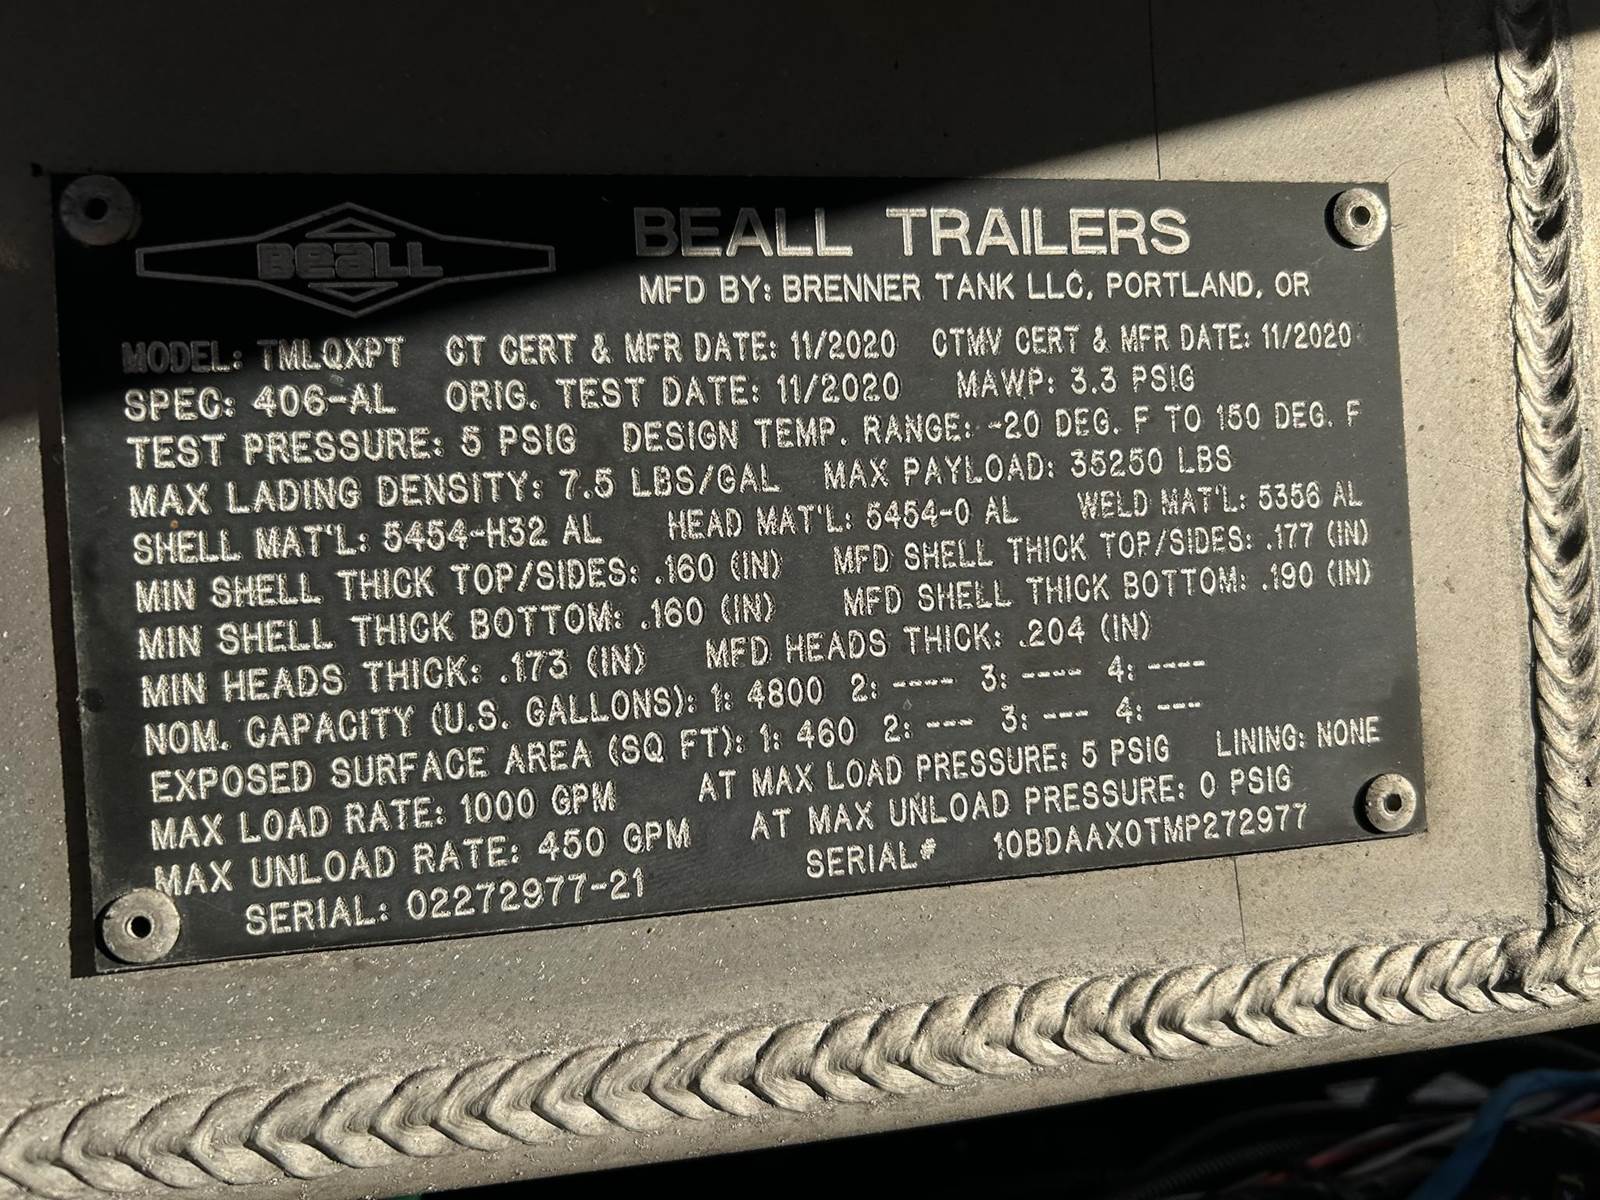 BEALL
BEALL TRAILERS
MFD BY: BRENNER TANK LLC, PORTLAND, OR
MODEL: TMLQXPT CT CERT & MFR DATE: 11/2020 CTMV CERT & MFR DATE: 11/2020
SPEC: 406-AL ORIG. TEST DATE: 11/2020 MAWP: 3.3 PSIG
TEST PRESSURE: 5 PSIG DESIGN TEMP. RANGE: -20 DEG. F TO 150 DEG. F
MAX LADING DENSITY: 7.5 LBS/GAL MAX PAYLOAD: 35250 LBS
SHELL MAT'L: 5454-H32 AL HEAD MAT'L: 5454-0 AL WELD MAT'L: 5356 AL
MIN SHELL THICK TOP/SIDES: .160 (IN) MFD SHELL THICK TOP/SIDES: .177 (IN)
MIN SHELL THICK BOTTOM: .160 (IN) MFD SHELL THICK BOTTOM: .190 (IN)
MIN HEADS THICK: .173 (IN) MFD HEADS THICK: .204 (IN)
NOM. CAPACITY (U.S. GALLONS): 1: 4800 2: ---- 3: ---- 4: ----
EXPOSED SURFACE AREA (SQ FT): 1: 460 2: --- 3: --- 4: ---
MAX LOAD RATE: 1000 GPM AT MAX LOAD PRESSURE: 5 PSIG LINING: NONE
MAX UNLOAD RATE: 450 GPM AT MAX UNLOAD PRESSURE: 0 PSIG
SERIAL: 02272977-21 SERIAL# 10BDAAX0TMP272977